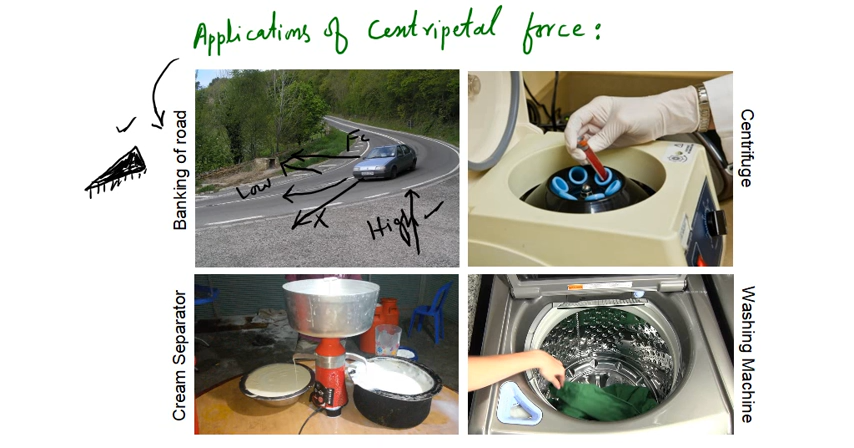 Applications of Centripetal force:
Banking of road
Fc
Low
X
High
Centrifuge
Cream Separator
Washing Machine